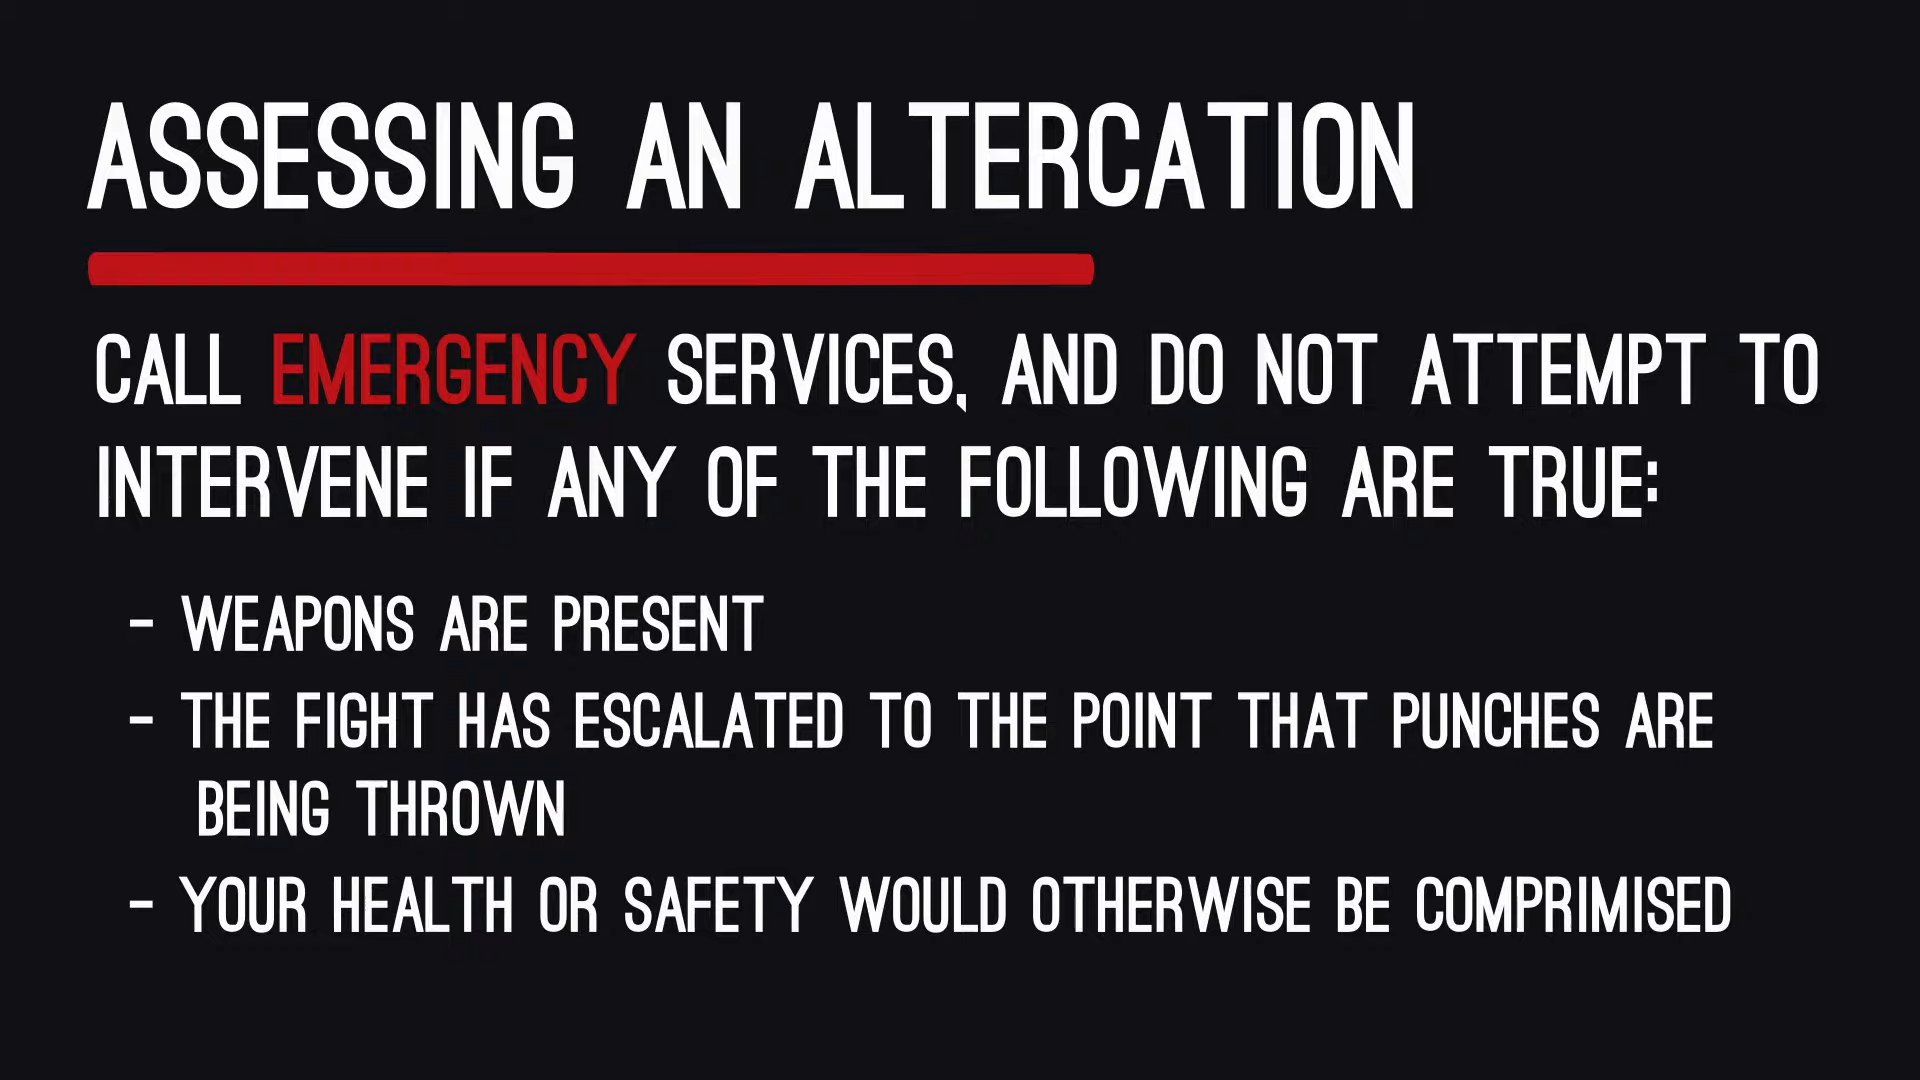 ASSESSING AN ALTERCATION
CALL EMERGENCY SERVICES, AND DO NOT ATTEMPT TO
INTERVENE IF ANY OF THE FOLLOWING ARE TRUE:
- WEAPONS ARE PRESENT
- THE FIGHT HAS ESCALATED TO THE POINT THAT PUNCHES ARE
BEING THROWN
- YOUR HEALTH OR SAFETY WOULD OTHERWISE BE COMPRIMISED